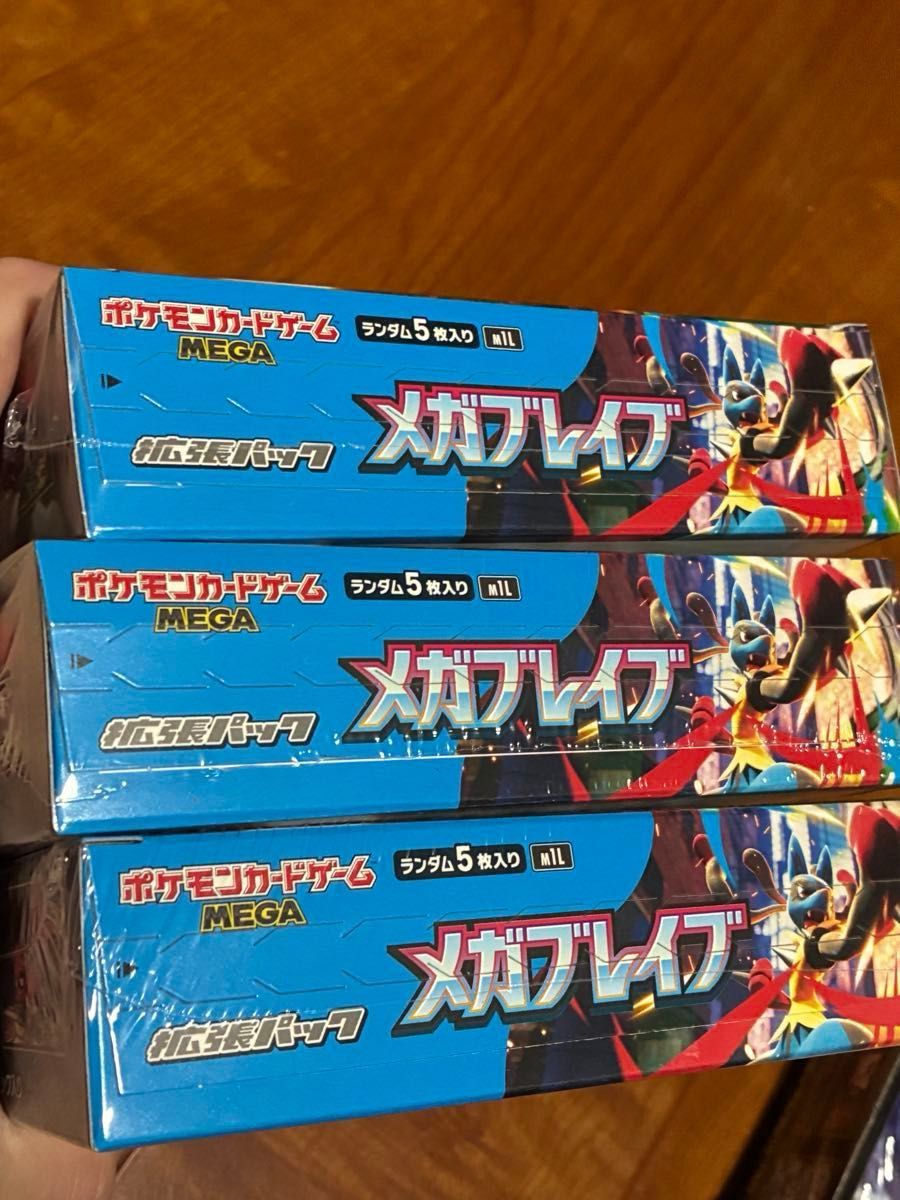 ポケモンカードゲーム
MEGA
ランダム5枚入り
M1L
拡張パック
メガブレイブ
ポケモンカードゲーム
MEGA
ランダム5枚入り
M1L
拡張パック
メガブレイブ
ポケモンカードゲーム
MEGA
ランダム5枚入り
M1L
拡張パック
メガブレイブ